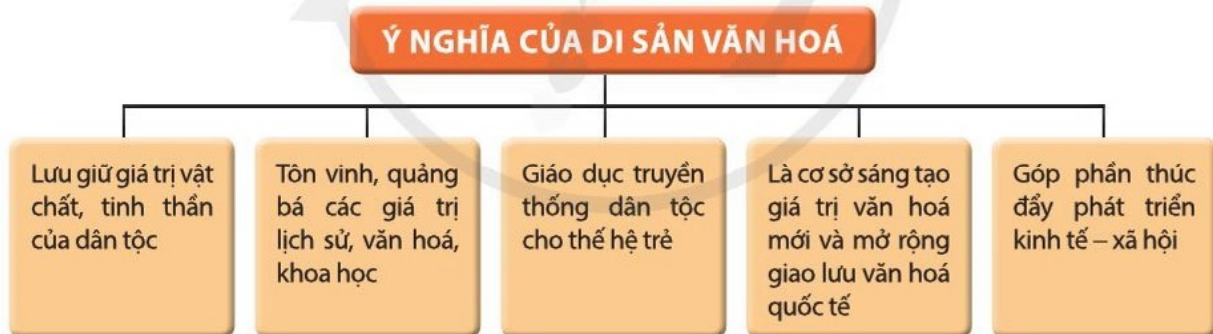 Ý NGHĨA CỦA DI SẢN VĂN HOÁ
Lưu giữ giá trị vật
chất, tinh thần
của dân tộc
Tôn vinh, quảng
bá các giá trị
lịch sử, văn hoá,
khoa học
Giáo dục truyền
thống dân tộc
cho thế hệ trẻ
Là cơ sở sáng tạo
giá trị văn hoá
mới và mở rộng
giao lưu văn hoá
quốc tế
Góp phần thúc
đẩy phát triển
kinh tế – xã hội